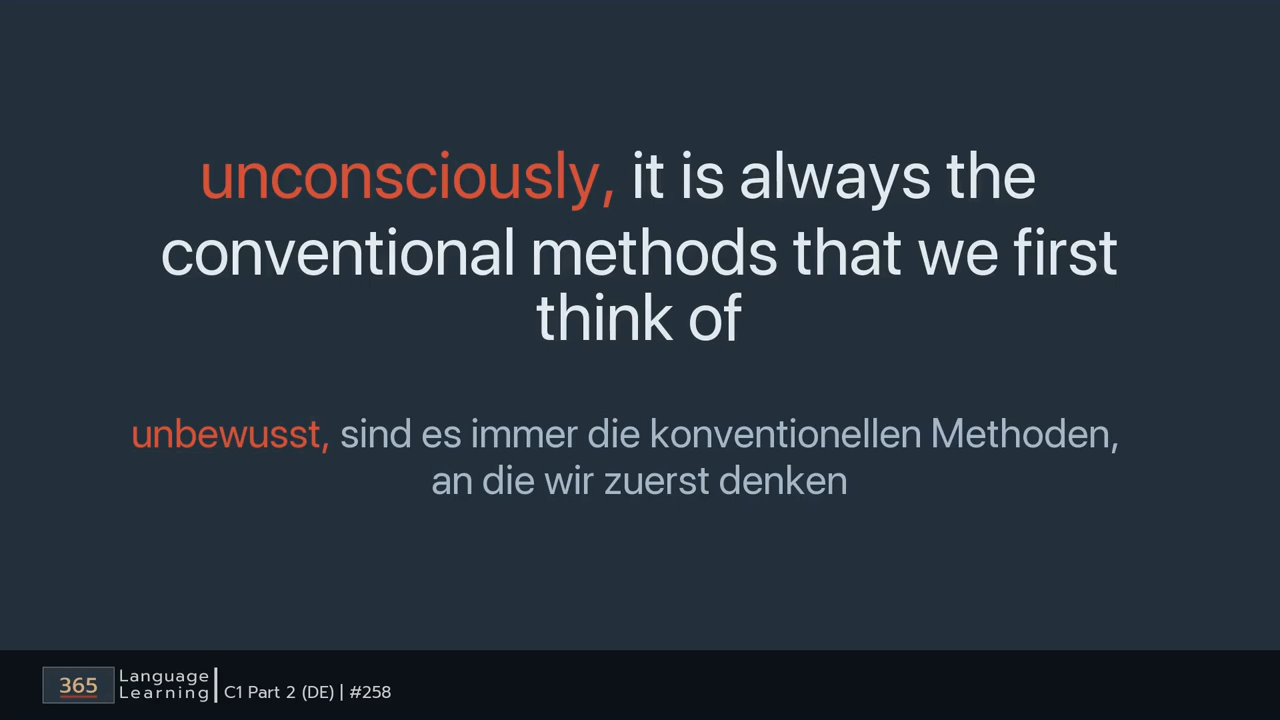 unconsciously, it is always the
conventional methods that we first
think of
unbewusst, sind es immer die konventionellen Methoden,
an die wir zuerst denken
365
Language
Learning
C1 Part 2 (DE) | #258